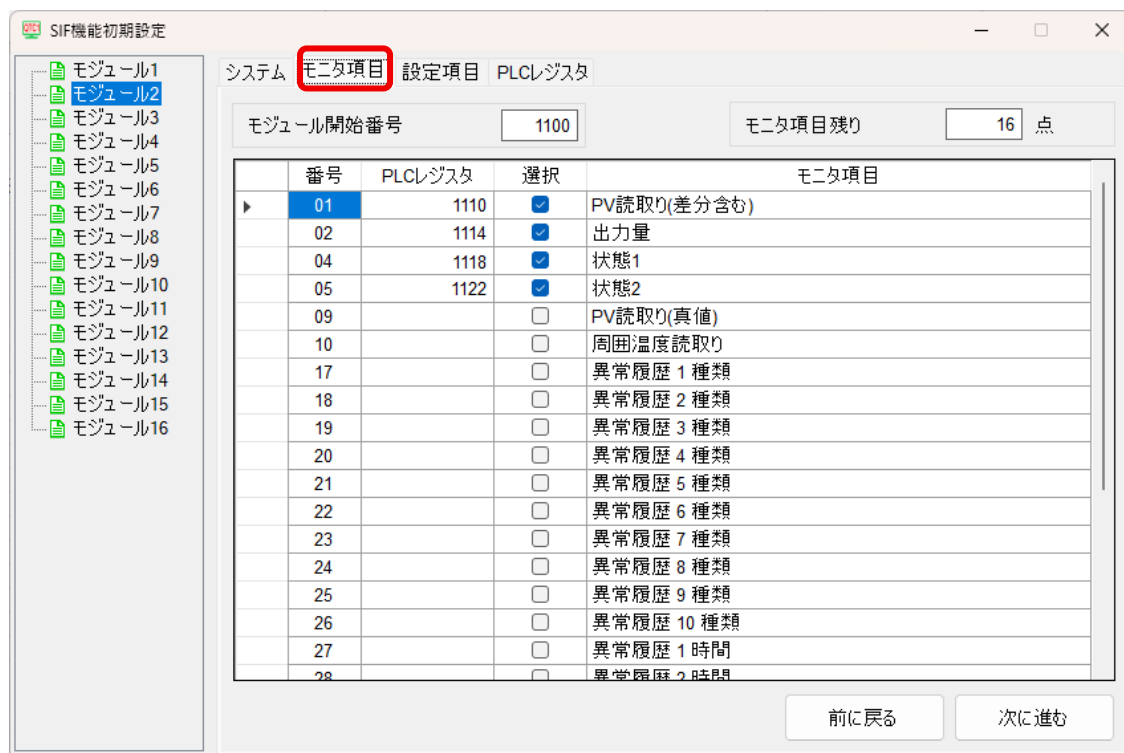 SIF機能初期設定
モジュール1
モジュール2
モジュール3
モジュール4
モジュール5
モジュール6
モジュール7
モジュール8
モジュール9
モジュール10
モジュール11
モジュール12
モジュール13
モジュール14
モジュール15
モジュール16
システム モニタ項目 設定項目 PLCレジスタ
モジュール開始番号 1100 モニタ項目残り 16 点
番号 PLCレジスタ 選択 モニタ項目
01 1110 PV読取り(差分含む)
02 1114 出力量
04 1118 状態1
05 1122 状態2
09 PV読取り(真値)
10 周囲温度読取り
17 異常履歴 1 種類
18 異常履歴 2 種類
19 異常履歴 3 種類
20 異常履歴 4 種類
21 異常履歴 5 種類
22 異常履歴 6 種類
23 異常履歴 7 種類
24 異常履歴 8 種類
25 異常履歴 9 種類
26 異常履歴 10 種類
27 異常履歴 1 時間
28 異常履歴 2 時間
前に戻る 次に進む